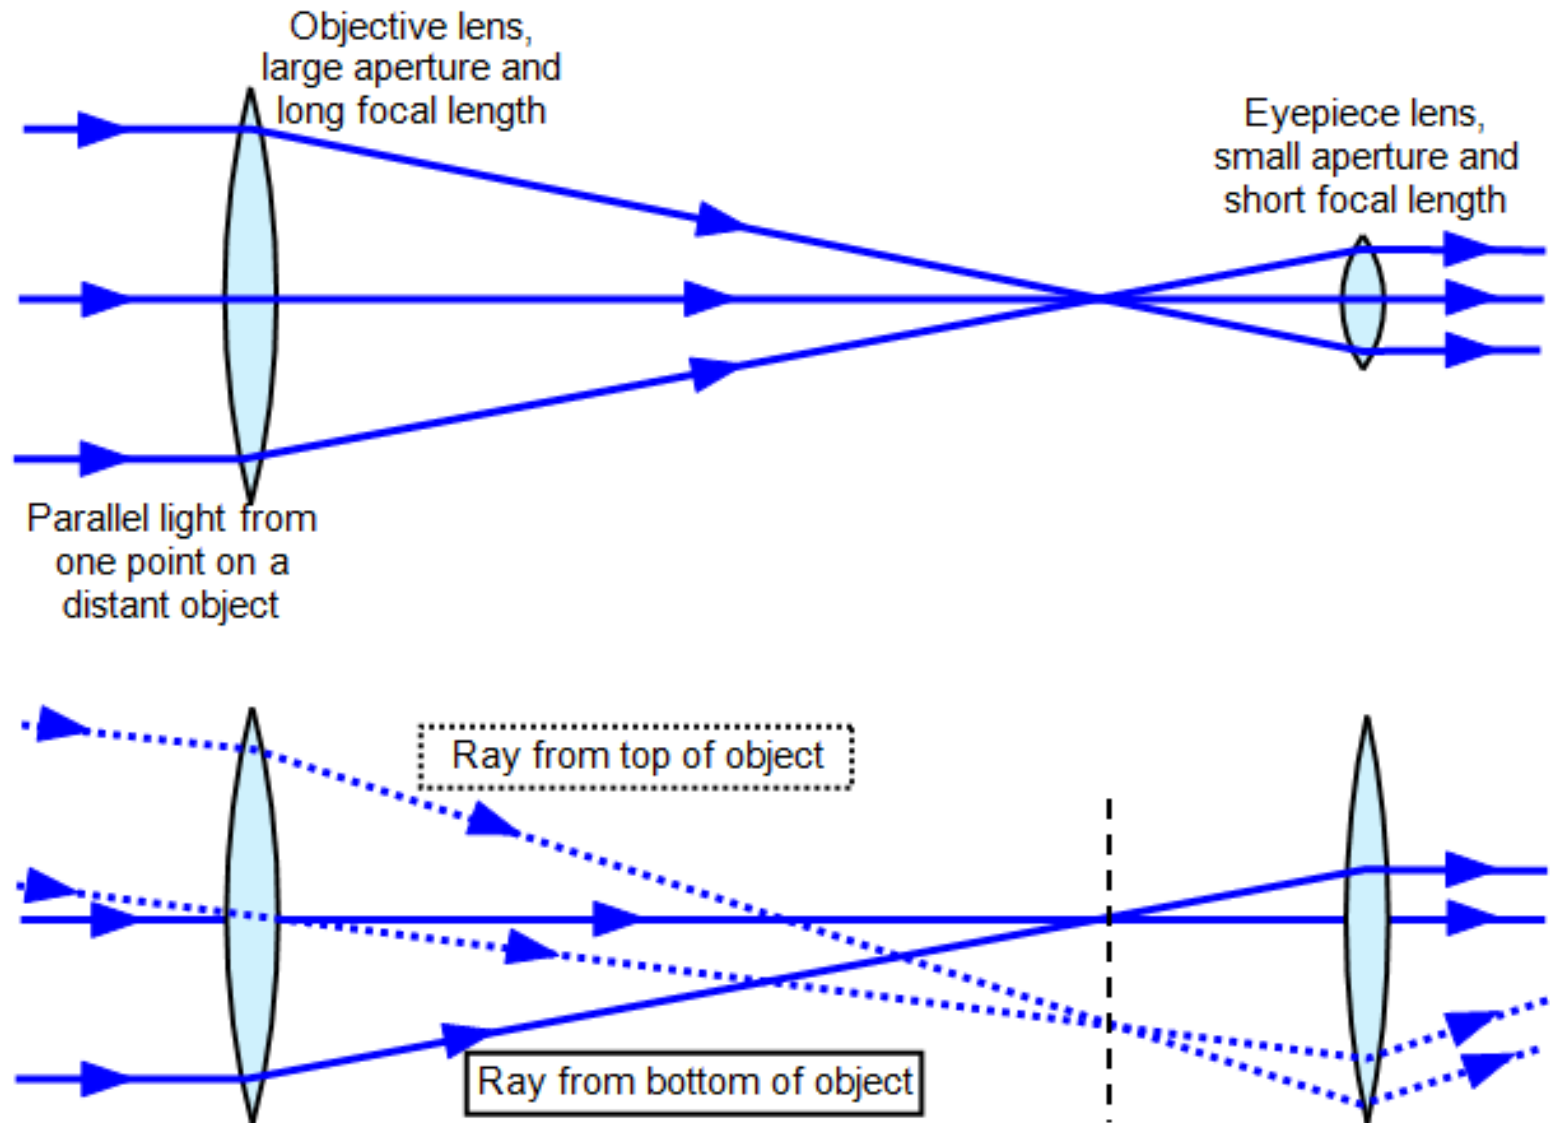 Objective lens,
large aperture and
long focal length
Eyepiece lens,
small aperture and
short focal length
Parallel light from
one point on a
distant object
Ray from top of object
Ray from bottom of object